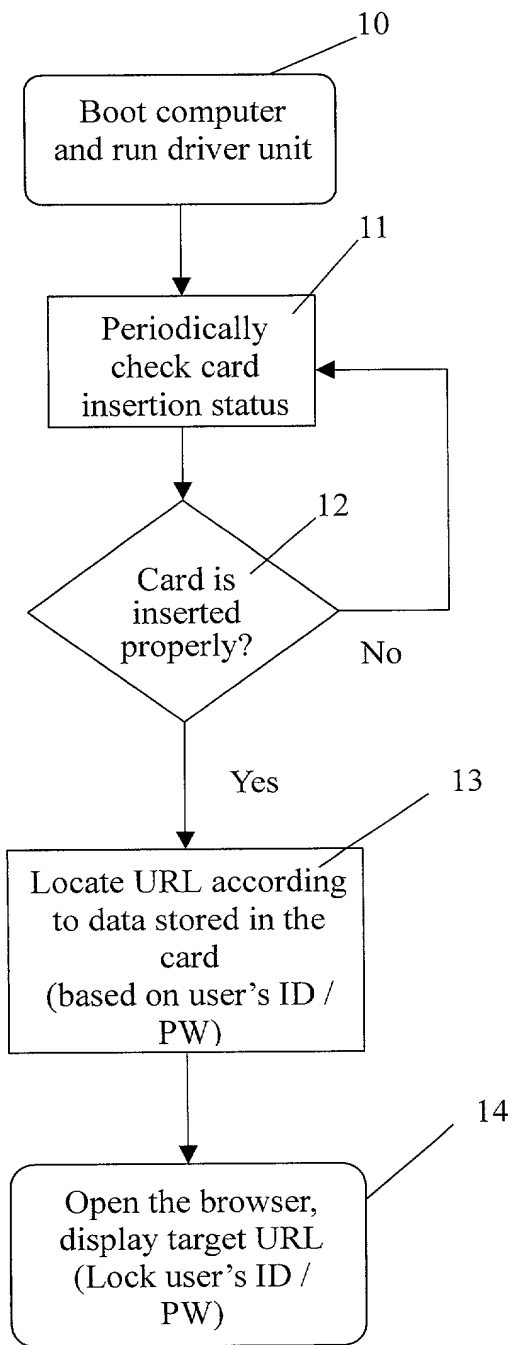 10
Boot computer
and run driver unit
11
Periodically
check card
insertion status
12
Card is
inserted
properly?
No
Yes
13
Locate URL according
to data stored in the
card
(based on user’s ID /
PW)
14
Open the browser,
display target URL
(Lock user’s ID /
PW)